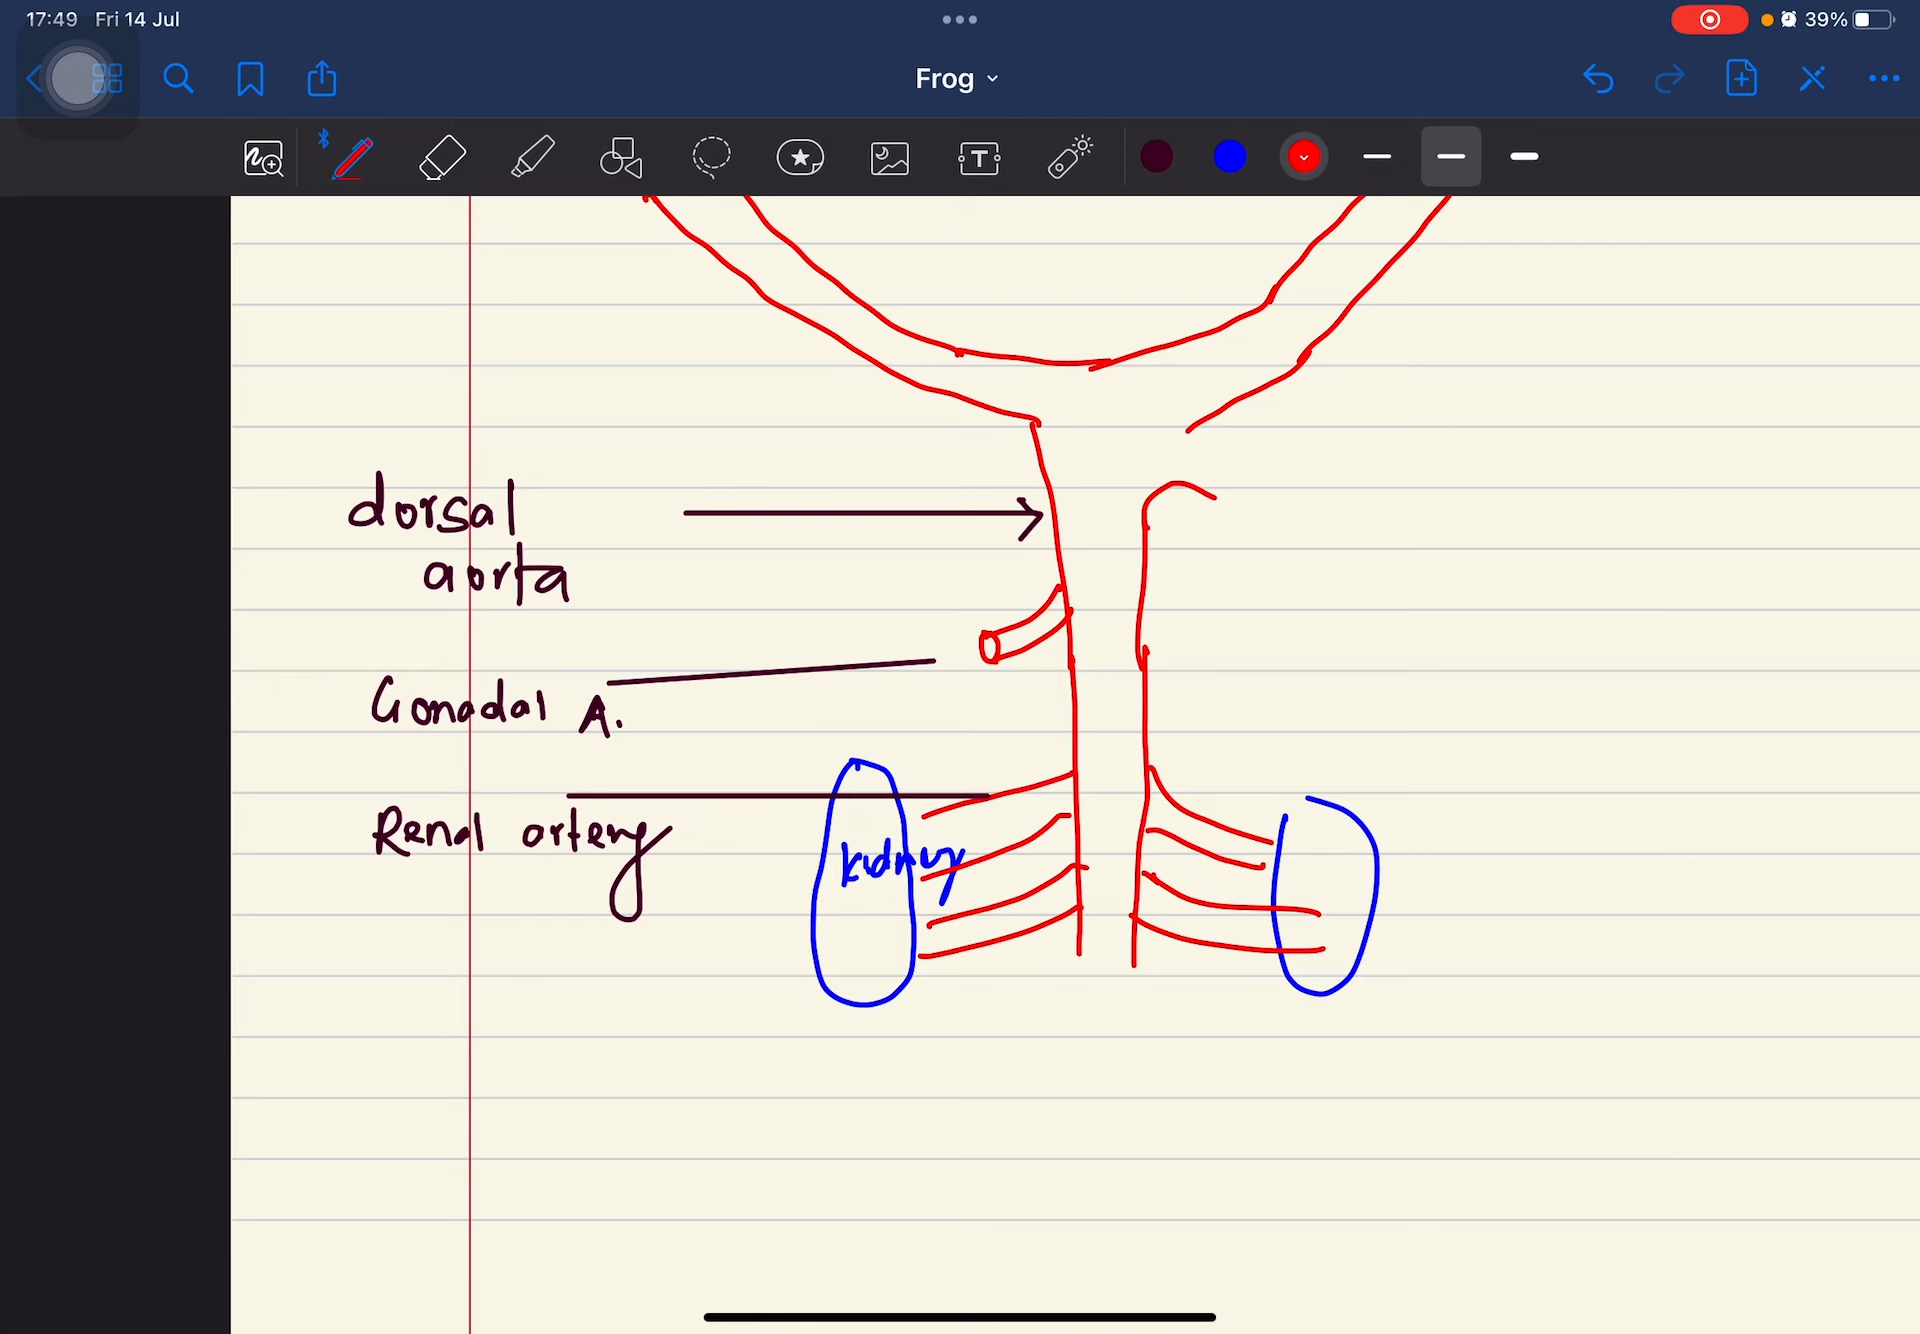 17:49 Fri 14 Jul
39%
Frog
T
dorsal
aorta
Gonadal A.
Renal artery
kidney